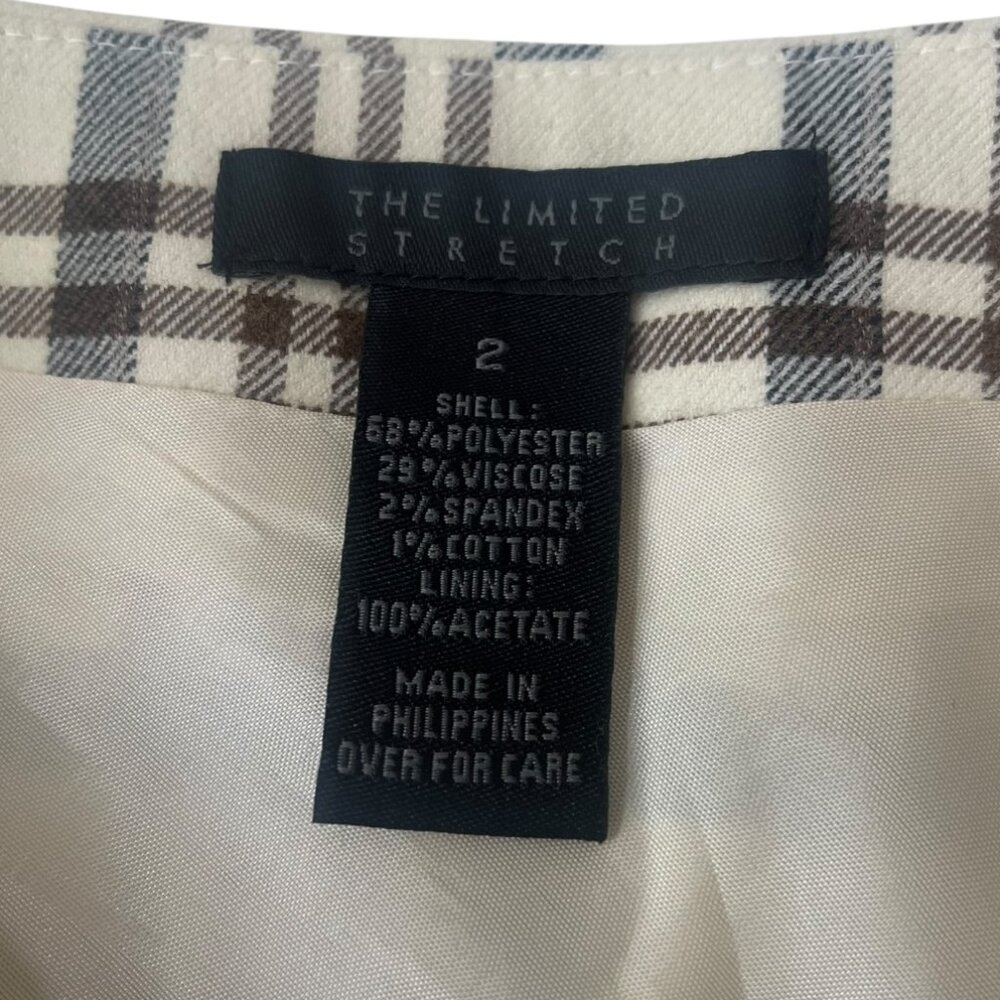 THE LIMITED
STRETCH
2
SHELL:
68%POLYESTER
29%VISCOSE
2%SPANDEX
1%COTTON
LINING:
100%ACETATE
MADE IN
PHILIPPINES
OVER FOR CARE